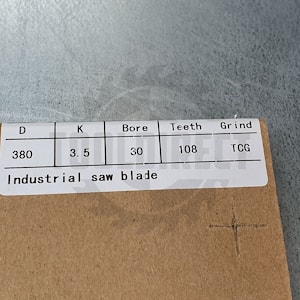 D K Bore Teeth Grind
380 3.5 30 108 TCG
Industrial saw blade